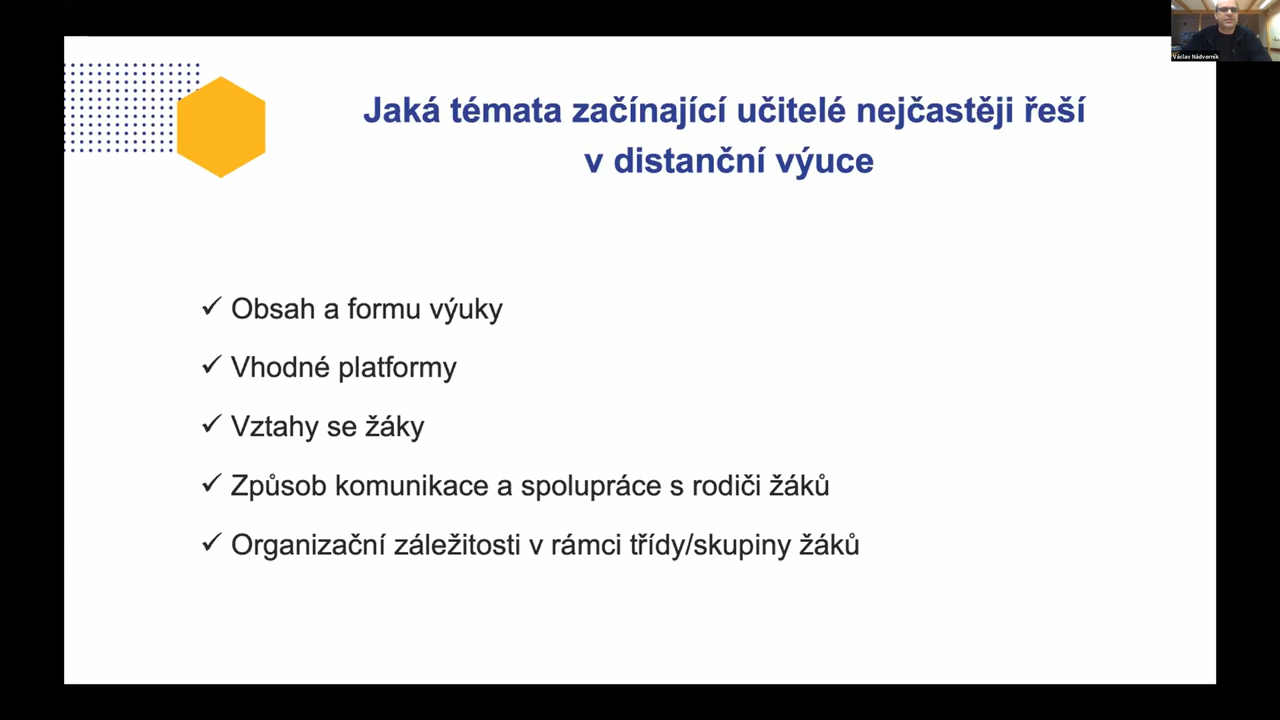 Václav Nádvorník
Jaká témata začínající učitelé nejčastěji řeší
v distanční výuce
✓ Obsah a formu výuky
✓ Vhodné platformy
✓ Vztahy se žáky
✓ Způsob komunikace a spolupráce s rodiči žáků
✓ Organizační záležitosti v rámci třídy/skupiny žáků